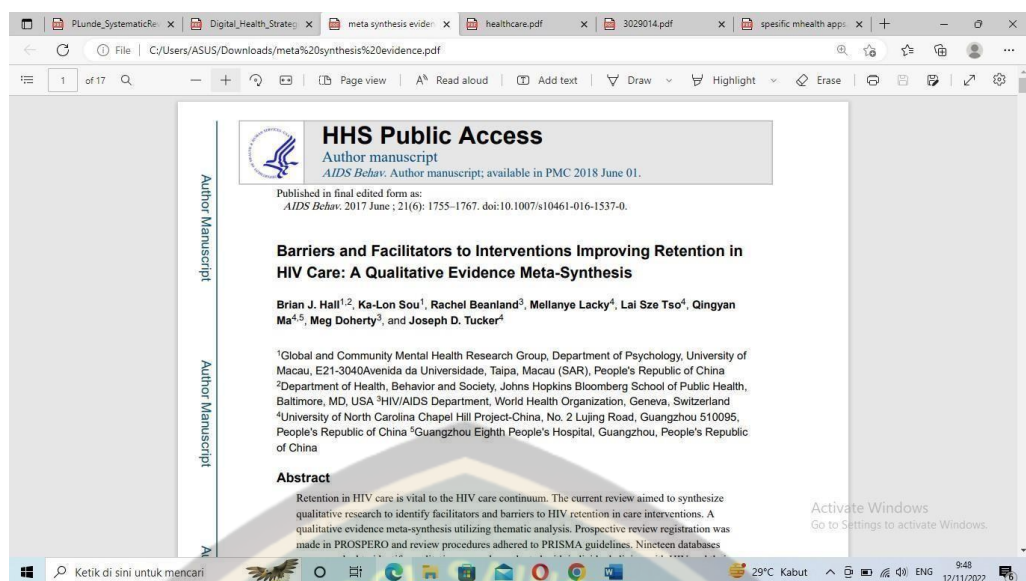 PLunde_SystematicRev
Digital_Health_Strateg
meta synthesis eviden
healthcare.pdf
3029014.pdf
spesific mhealth apps
File | C:/Users/ASUS/Downloads/meta%20synthesis%20evidence.pdf
1 of 17
Page view
Read aloud
Add text
Draw
Highlight
Erase
HHS Public Access
Author manuscript
AIDS Behav. Author manuscript; available in PMC 2018 June 01.
Published in final edited form as:
AIDS Behav. 2017 June ; 21(6): 1755–1767. doi:10.1007/s10461-016-1537-0.
Barriers and Facilitators to Interventions Improving Retention in
HIV Care: A Qualitative Evidence Meta-Synthesis
Brian J. Hall1,2, Ka-Lon Sou1, Rachel Beanland3, Mellanye Lacky4, Lai Sze Tso4, Qingyan
Ma4,5, Meg Doherty3, and Joseph D. Tucker4
1Global and Community Mental Health Research Group, Department of Psychology, University of
Macau, E21-3040Avenida da Universidade, Taipa, Macau (SAR), People's Republic of China
2Department of Health, Behavior and Society, Johns Hopkins Bloomberg School of Public Health,
Baltimore, MD, USA 3HIV/AIDS Department, World Health Organization, Geneva, Switzerland
4University of North Carolina Chapel Hill Project-China, No. 2 Lujing Road, Guangzhou 510095,
People's Republic of China 5Guangzhou Eighth People's Hospital, Guangzhou, People's Republic
of China
Abstract
Retention in HIV care is vital to the HIV care continuum. The current review aimed to synthesize
qualitative research to identify facilitators and barriers to HIV retention in care interventions. A
qualitative evidence meta-synthesis utilizing thematic analysis. Prospective review registration was
made in PROSPERO and review procedures adhered to PRISMA guidelines. Nineteen databases
Author Manuscript
Author Manuscript
Activate Windows
Go to Settings to activate Windows.
Ketik di sini untuk mencari
29°C Kabut
ENG
9:48
12/11/2022